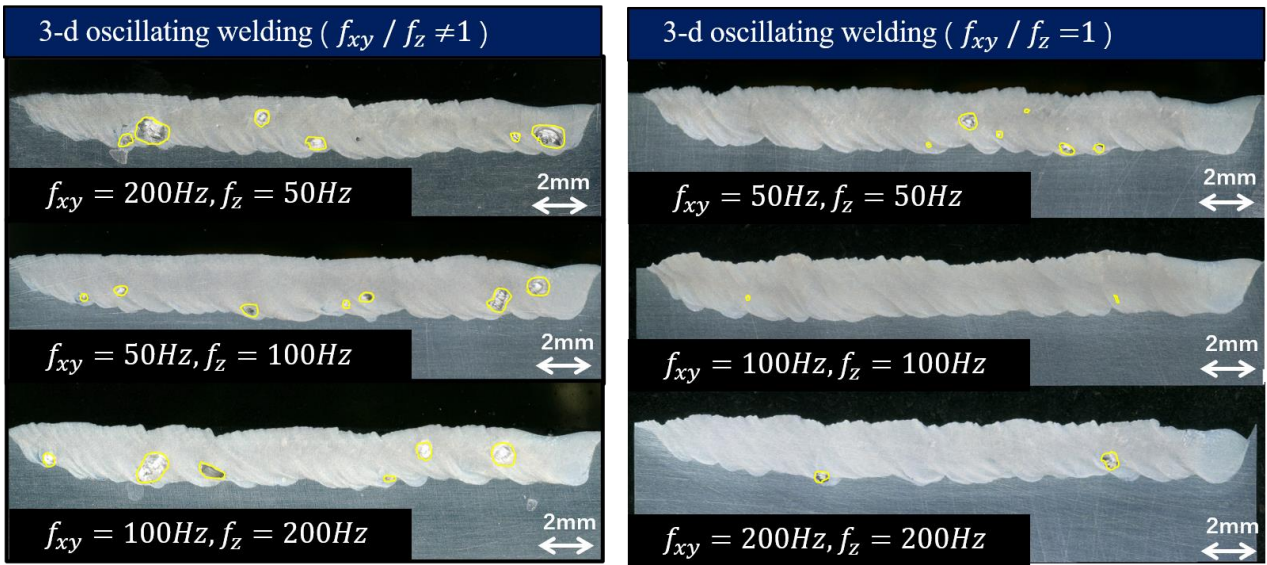 3-d oscillating welding ( f_xy / f_z ≠1 )
2mm
f_xy = 200Hz, f_z = 50Hz
2mm
f_xy = 50Hz, f_z = 100Hz
2mm
f_xy = 100Hz, f_z = 200Hz
3-d oscillating welding ( f_xy / f_z =1 )
2mm
f_xy = 50Hz, f_z = 50Hz
2mm
f_xy = 100Hz, f_z = 100Hz
2mm
f_xy = 200Hz, f_z = 200Hz